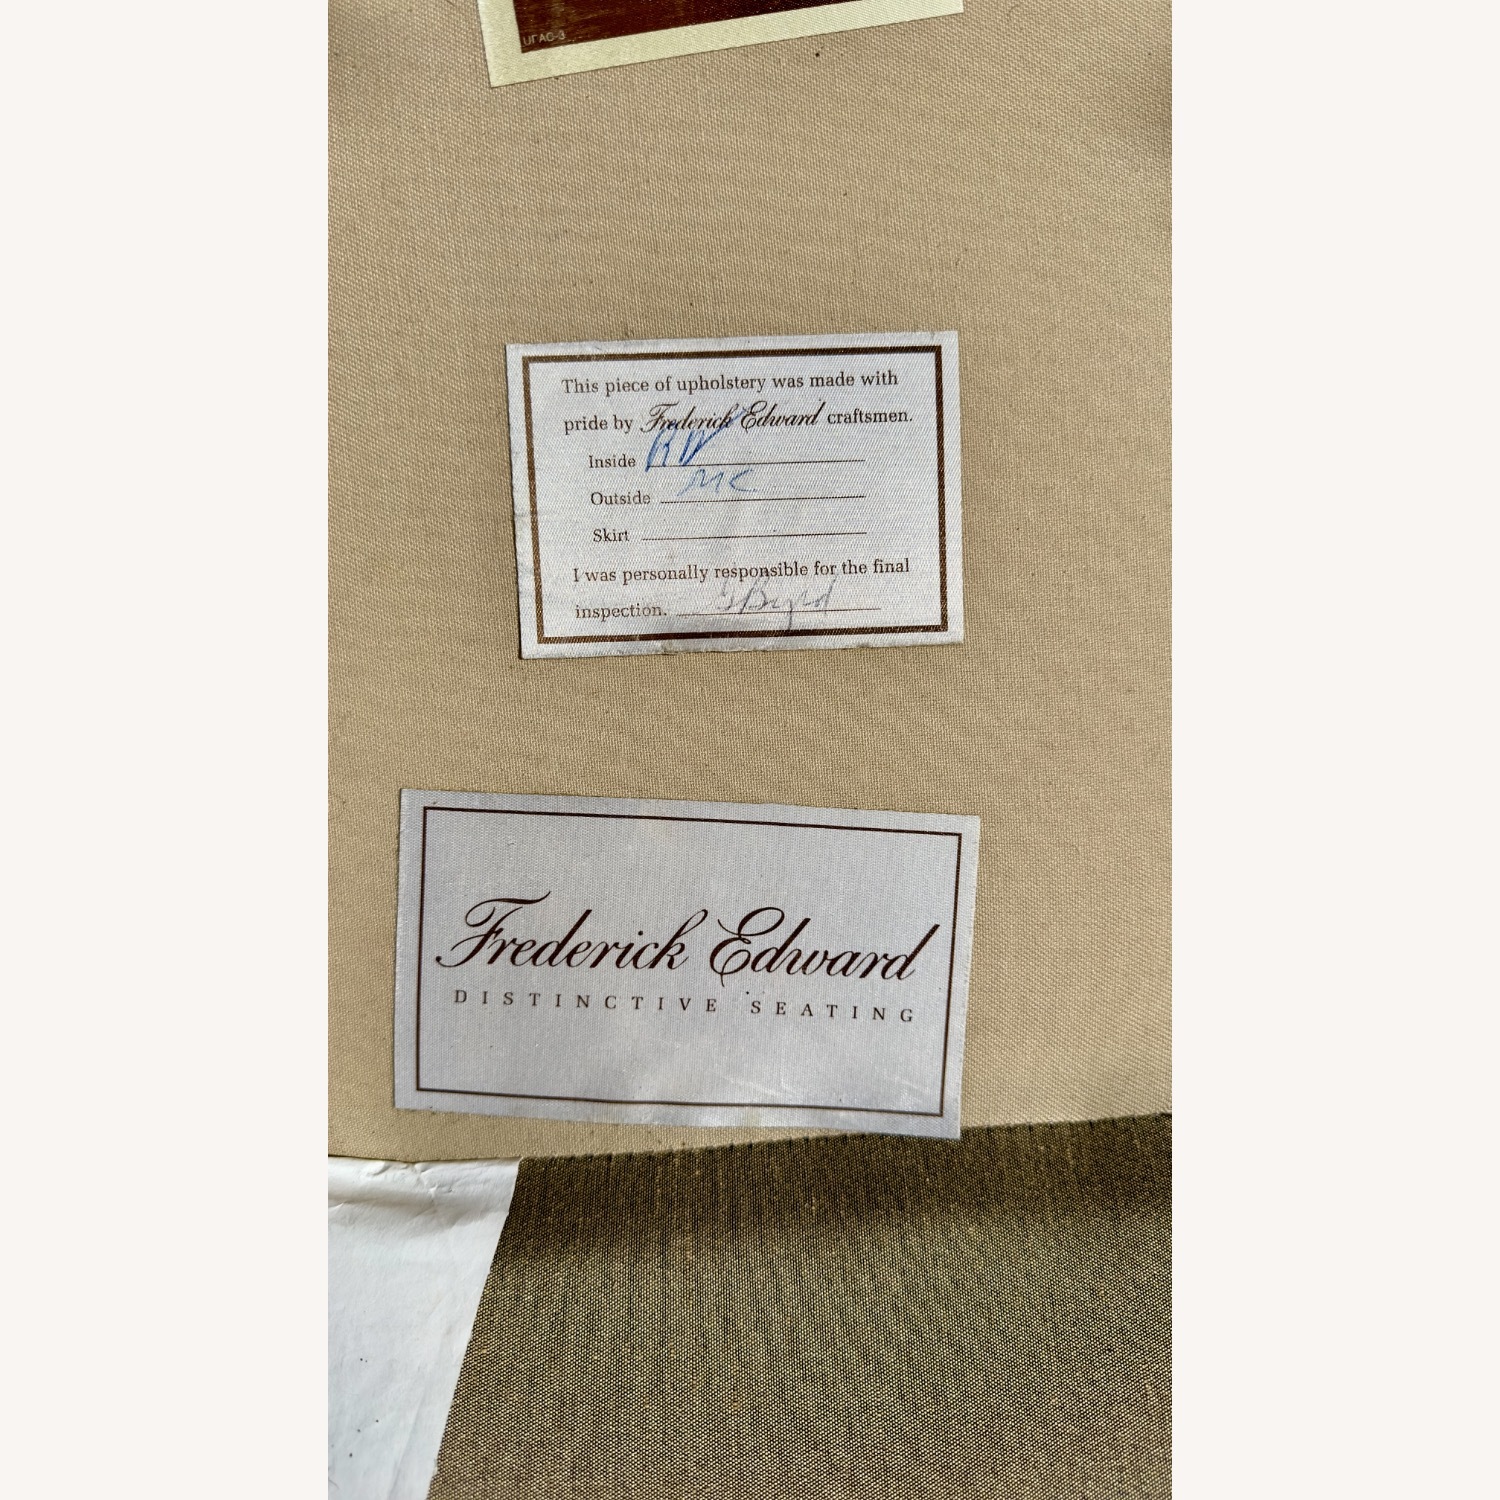 This piece of upholstery was made with
pride by Frederick Edward craftsmen.
Inside
Outside MC
Skirt
I was personally responsible for the final
inspection. Byrd
Frederick Edward
DISTINCTIVE SEATING